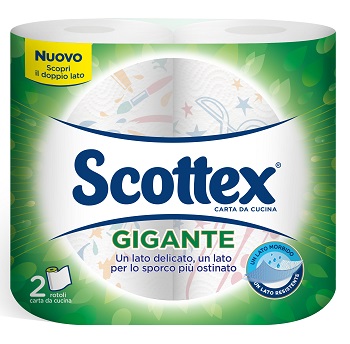 Nuovo
Scopri
il doppio lato
Scottex®
CARTA DA CUCINA
GIGANTE
Un lato delicato, un lato
per lo sporco più ostinato
UN LATO MORBIDO
UN LATO RESISTENTE
2 rotoli
carta da cucina